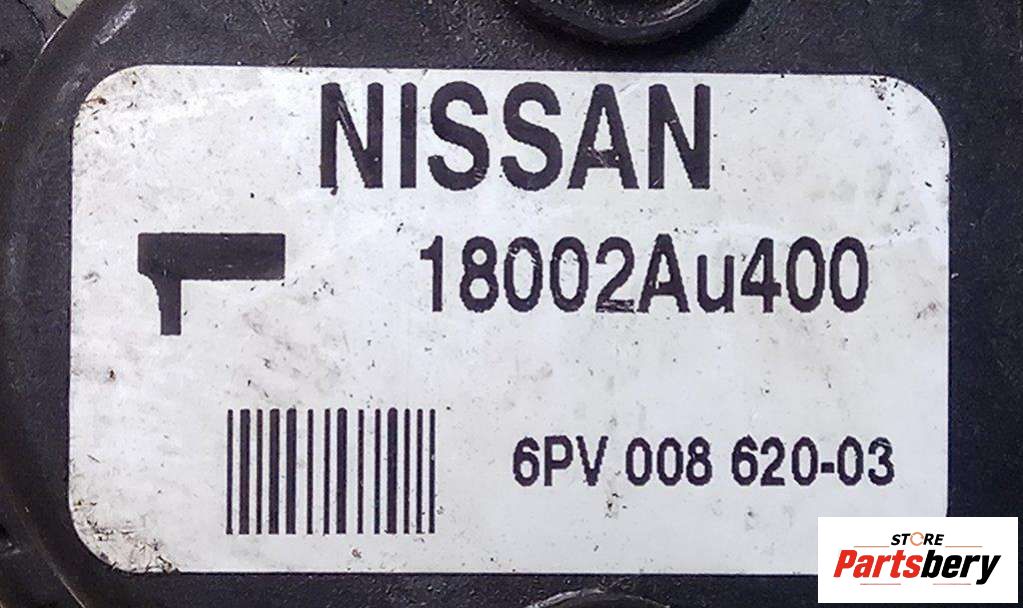 NISSAN
18002Au400
6PV 008 620-03
STORE
Partsbery